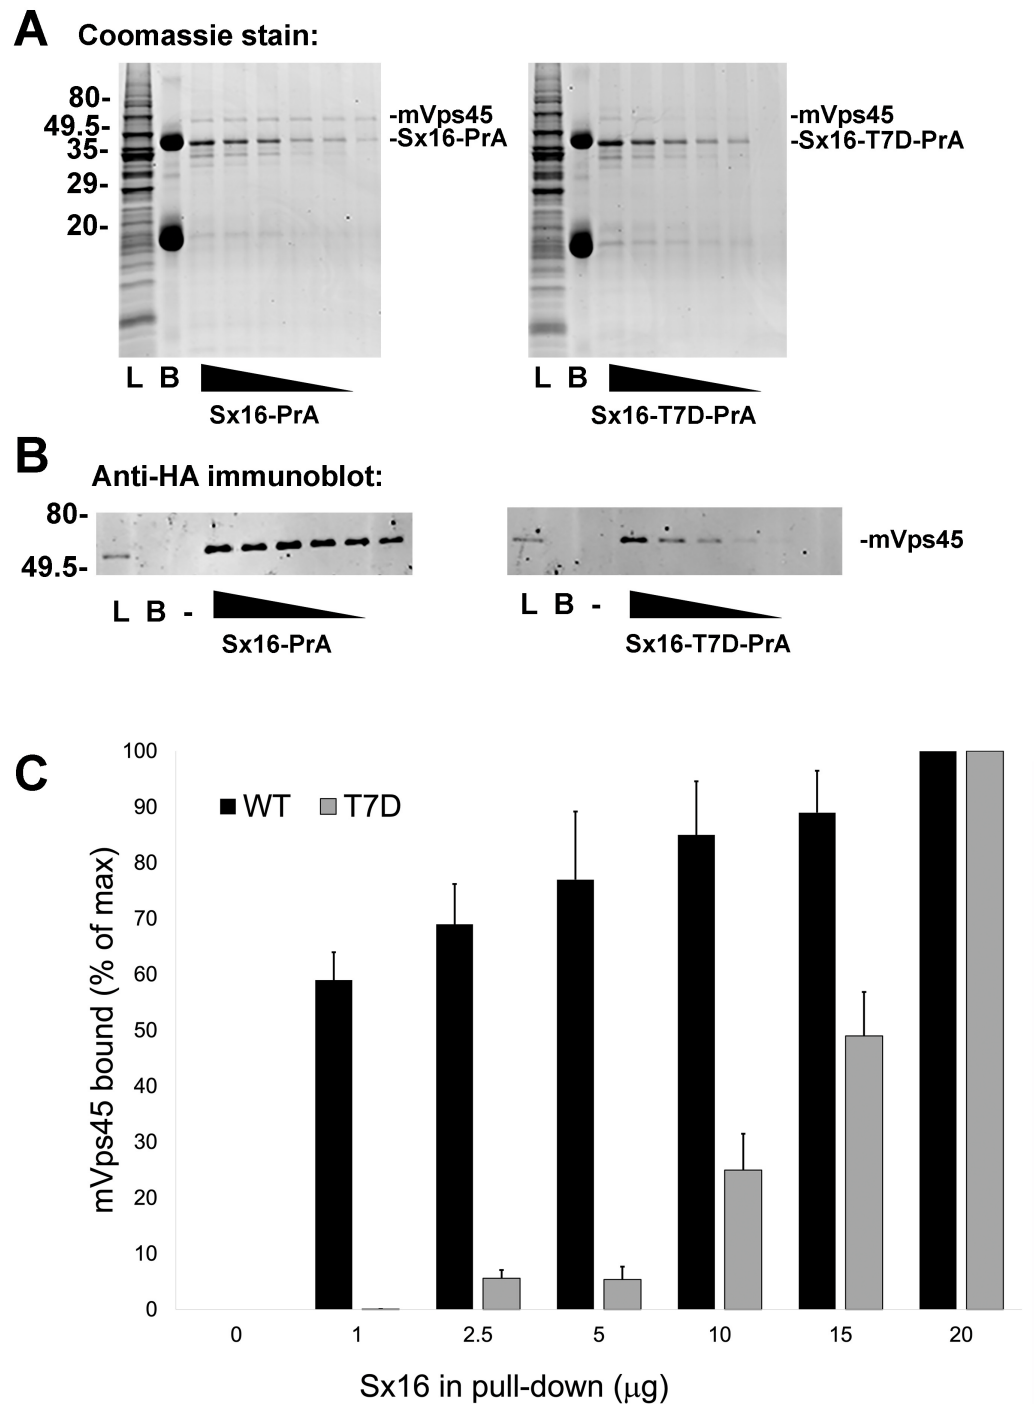 A Coomassie stain:
80-
49.5-
35-
29-
20-
-mVps45
-Sx16-PrA
-mVps45
-Sx16-T7D-PrA
L B
Sx16-PrA
L B
Sx16-T7D-PrA
B
Anti-HA immunoblot:
80-
49.5-
-mVps45
L B -
Sx16-PrA
L B -
Sx16-T7D-PrA
C
WT T7D
mVps45 bound (% of max)
100
90
80
70
60
50
40
30
20
10
0
0 1 2.5 5 10 15 20
Sx16 in pull-down (μg)